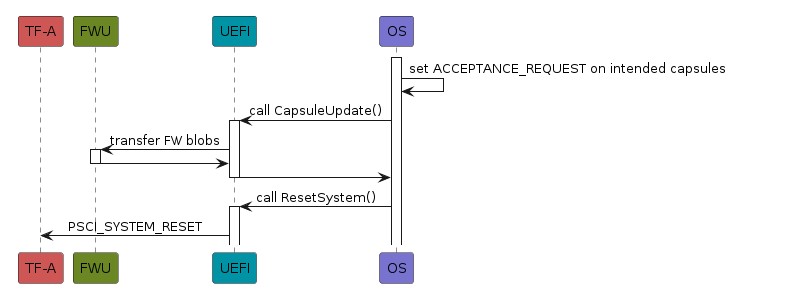 TF-A
FWU
UEFI
OS
set ACCEPTANCE_REQUEST on intended capsules
call CapsuleUpdate()
transfer FW blobs
call ResetSystem()
PSCI_SYSTEM_RESET
TF-A
FWU
UEFI
OS